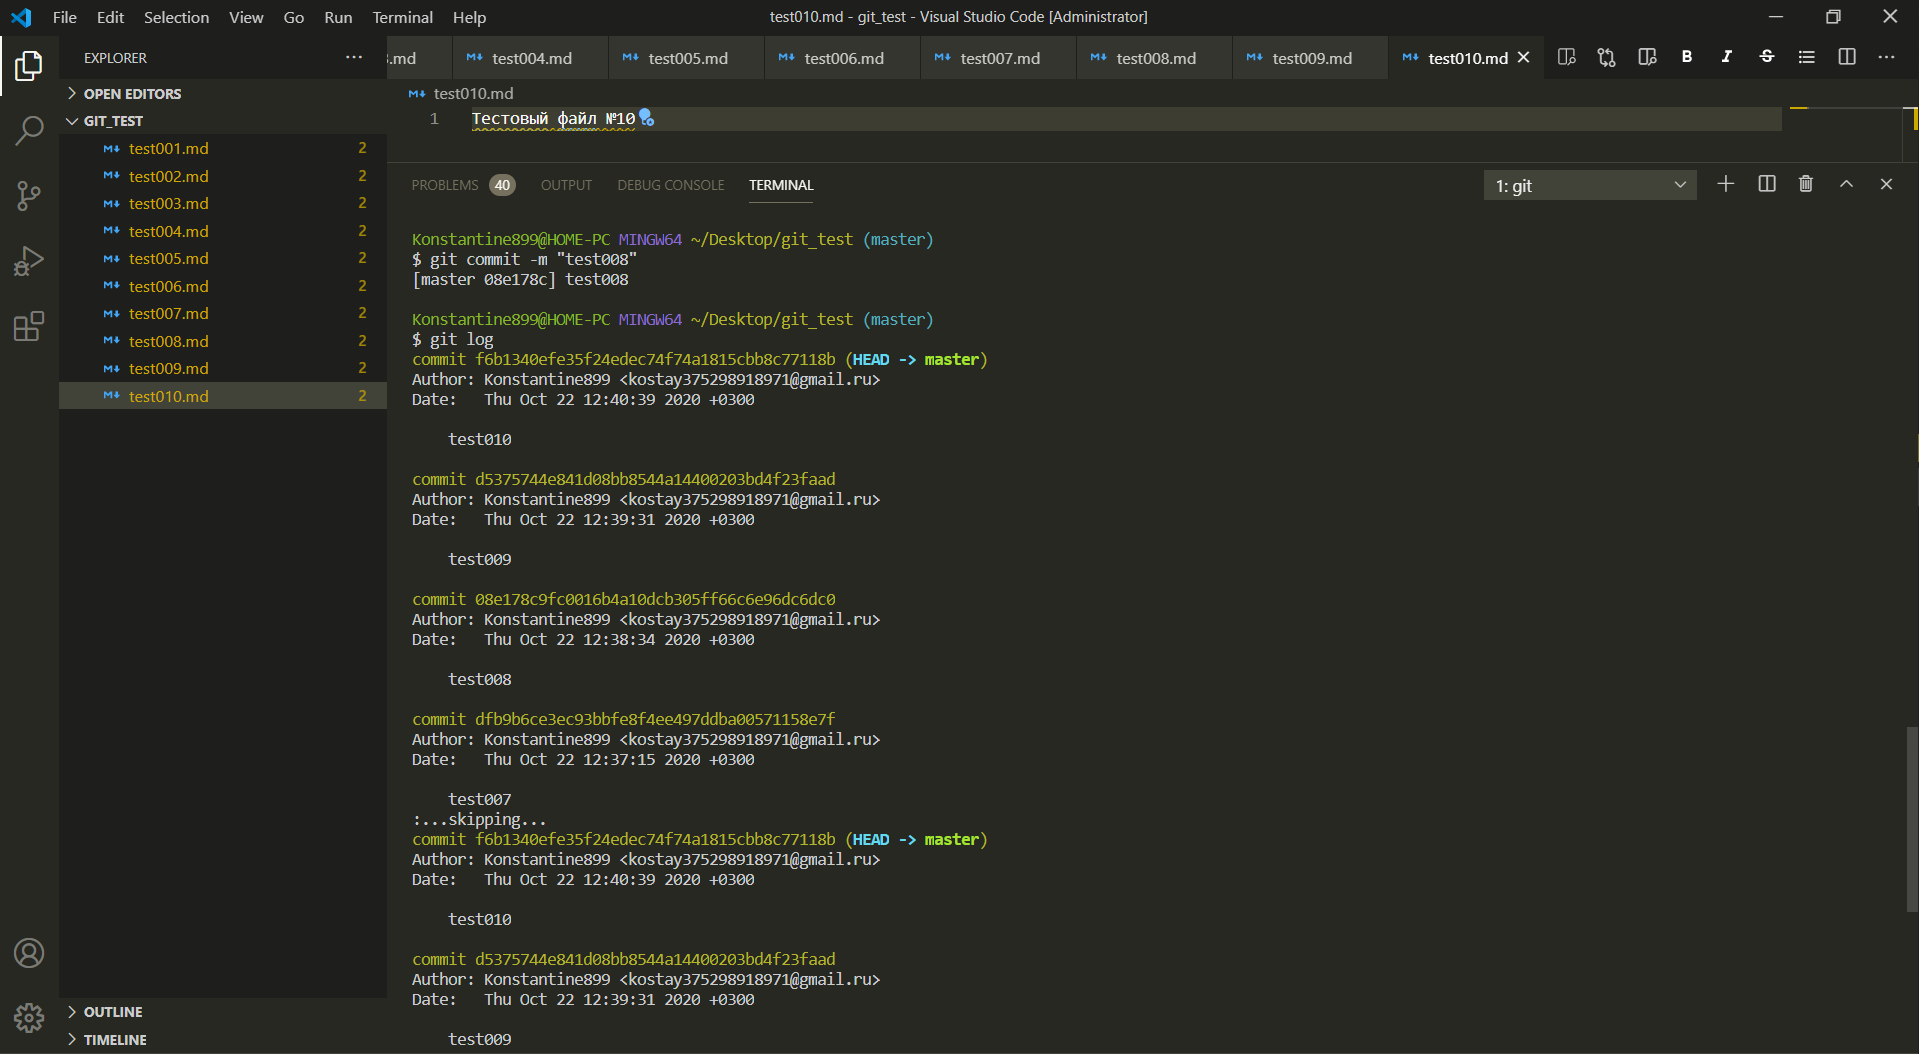 File Edit Selection View Go Run Terminal Help
test010.md - git_test - Visual Studio Code [Administrator]
EXPLORER
.md test004.md test005.md test006.md test007.md test008.md test009.md test010.md
OPEN EDITORS
GIT_TEST
test001.md 2
test002.md 2
test003.md 2
test004.md 2
test005.md 2
test006.md 2
test007.md 2
test008.md 2
test009.md 2
test010.md 2
OUTLINE
TIMELINE
test010.md
1 Тестовый файл №10
PROBLEMS 40 OUTPUT DEBUG CONSOLE TERMINAL
1: git
Konstantine899@HOME-PC MINGW64 ~/Desktop/git_test (master)
$ git commit -m "test008"
[master 08e178c] test008
Konstantine899@HOME-PC MINGW64 ~/Desktop/git_test (master)
$ git log
commit f6b1340efe35f24edec74f74a1815cbb8c77118b (HEAD -> master)
Author: Konstantine899 <kostay375298918971@gmail.ru>
Date:   Thu Oct 22 12:40:39 2020 +0300
test010
commit d5375744e841d08bb8544a14400203bd4f23faad
Author: Konstantine899 <kostay375298918971@gmail.ru>
Date:   Thu Oct 22 12:39:31 2020 +0300
test009
commit 08e178c9fc0016b4a10dcb305ff66c6e96dc6dc0
Author: Konstantine899 <kostay375298918971@gmail.ru>
Date:   Thu Oct 22 12:38:34 2020 +0300
test008
commit dfb9b6ce3ec93bbfe8f4ee497ddba00571158e7f
Author: Konstantine899 <kostay375298918971@gmail.ru>
Date:   Thu Oct 22 12:37:15 2020 +0300
test007
:...skipping...
commit f6b1340efe35f24edec74f74a1815cbb8c77118b (HEAD -> master)
Author: Konstantine899 <kostay375298918971@gmail.ru>
Date:   Thu Oct 22 12:40:39 2020 +0300
test010
commit d5375744e841d08bb8544a14400203bd4f23faad
Author: Konstantine899 <kostay375298918971@gmail.ru>
Date:   Thu Oct 22 12:39:31 2020 +0300
test009